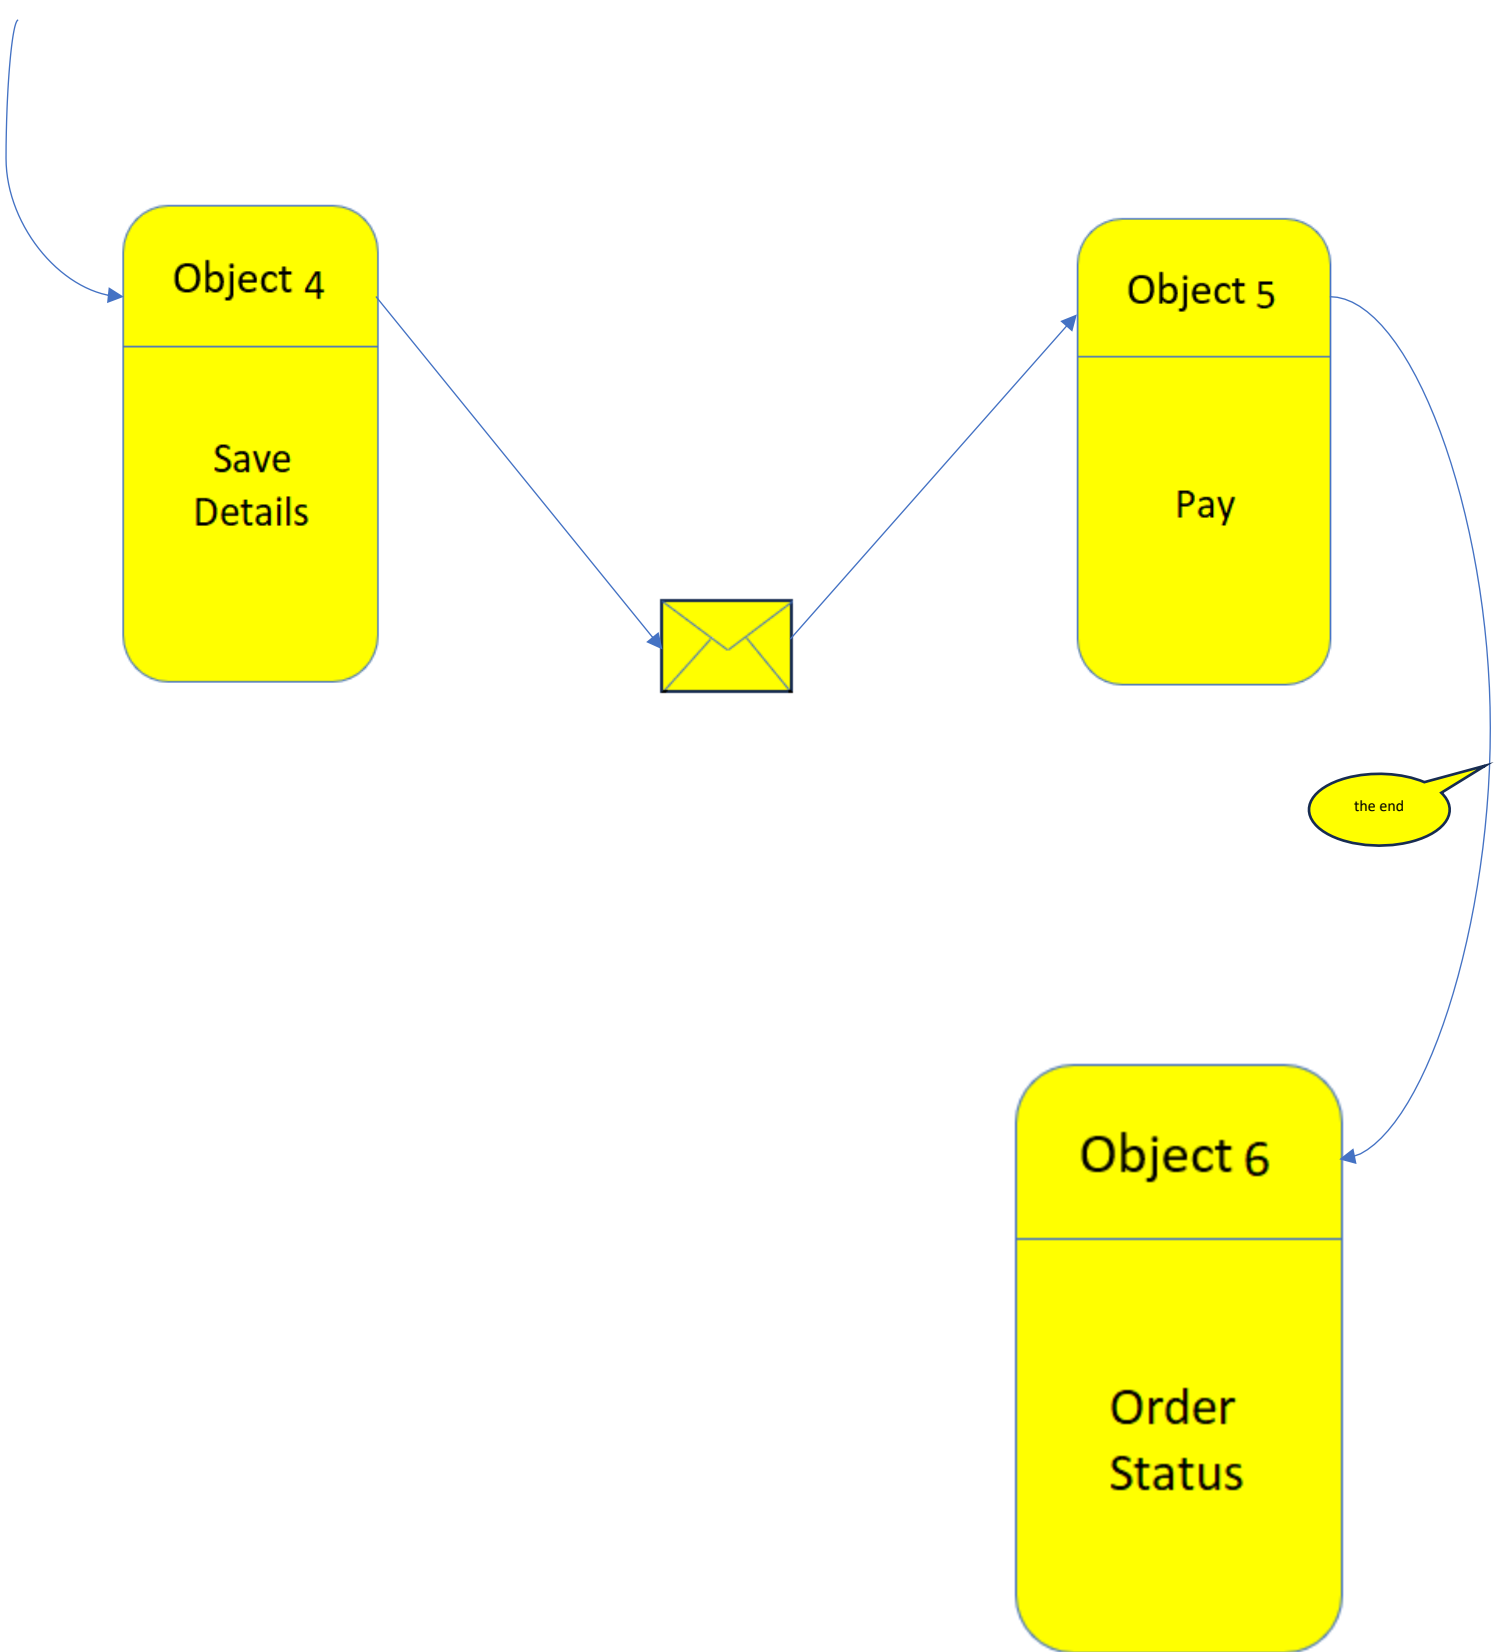 Object 4
Save
Details
Object 5
Pay
the end
Object 6
Order
Status